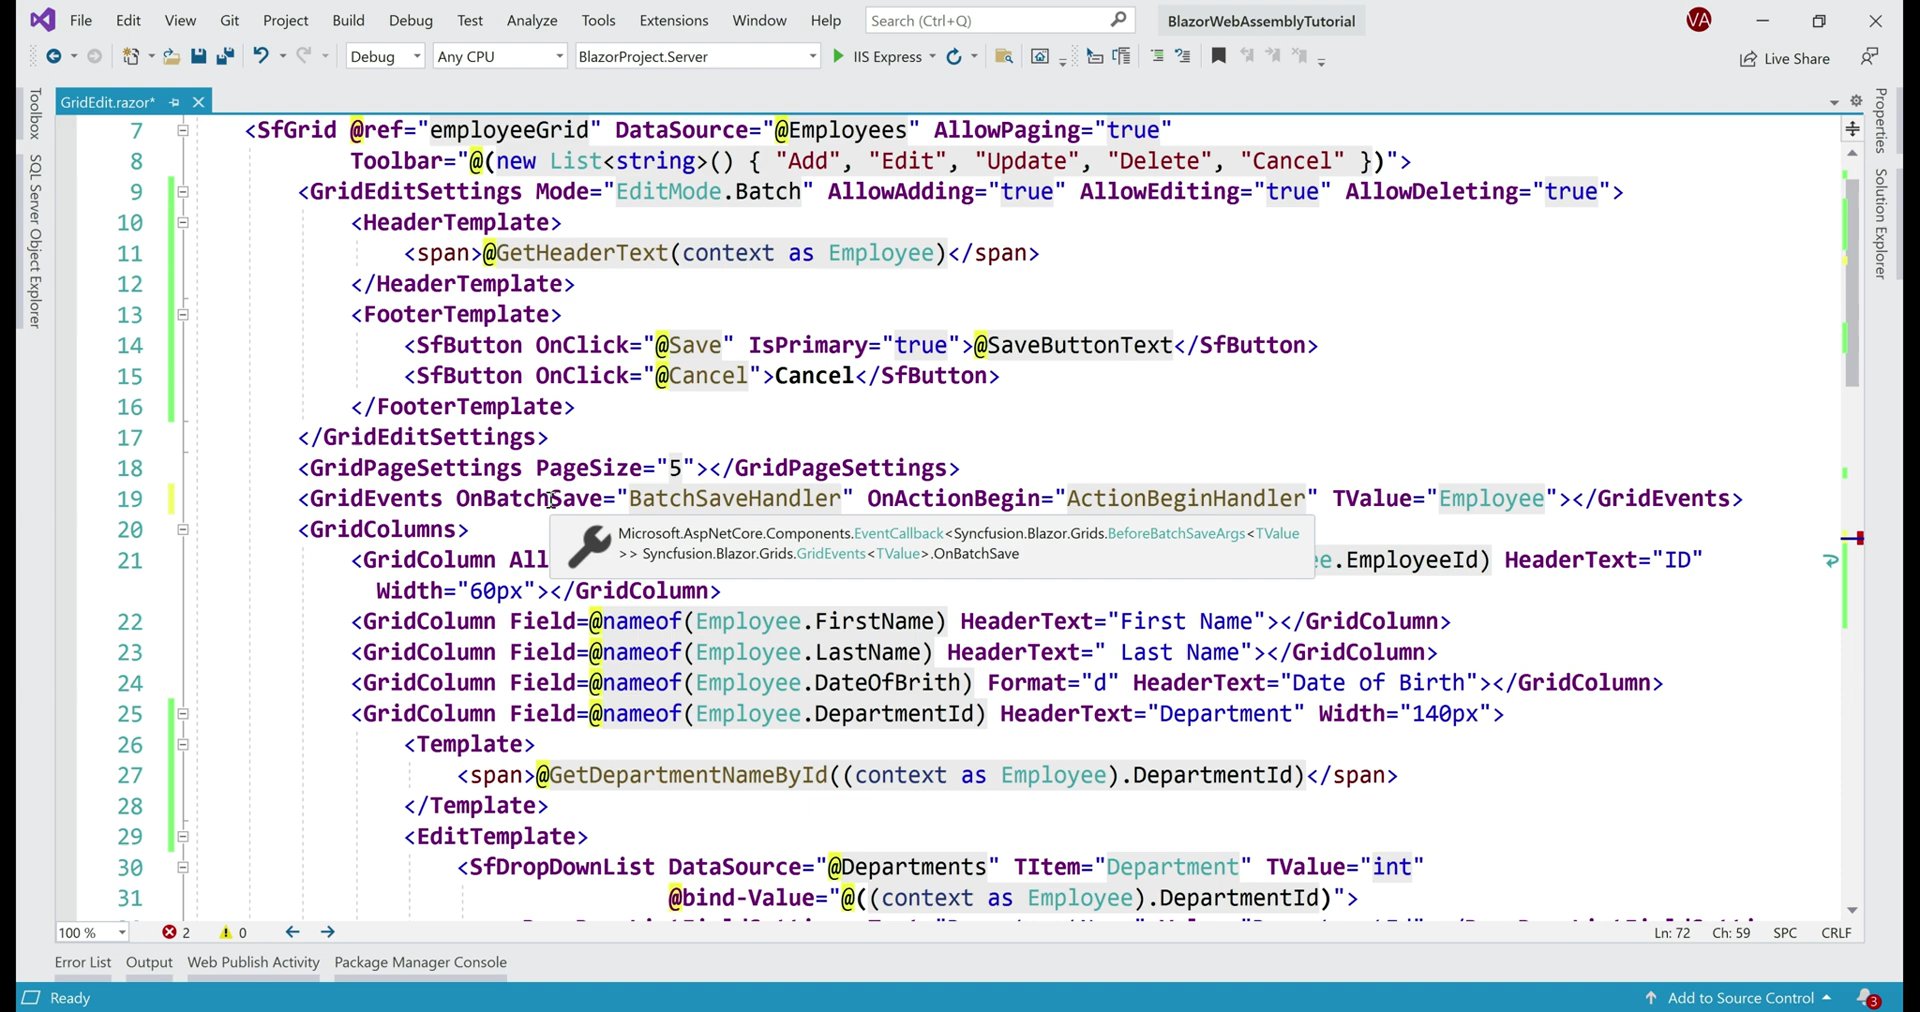 File Edit View Git Project Build Debug Test Analyze Tools Extensions Window Help Search (Ctrl+Q) BlazorWebAssemblyTutorial VA
Debug Any CPU BlazorProject.Server IIS Express Live Share
GridEdit.razor*
Toolbox
SQL Server Object Explorer
Properties
Solution Explorer
7 <SfGrid @ref="employeeGrid" DataSource="@Employees" AllowPaging="true"
8 Toolbar="@(new List<string>() { "Add", "Edit", "Update", "Delete", "Cancel" })">
9 <GridEditSettings Mode="EditMode.Batch" AllowAdding="true" AllowEditing="true" AllowDeleting="true">
10 <HeaderTemplate>
11 <span>@GetHeaderText(context as Employee)</span>
12 </HeaderTemplate>
13 <FooterTemplate>
14 <SfButton OnClick="@Save" IsPrimary="true">@SaveButtonText</SfButton>
15 <SfButton OnClick="@Cancel">Cancel</SfButton>
16 </FooterTemplate>
17 </GridEditSettings>
18 <GridPageSettings PageSize="5"></GridPageSettings>
19 <GridEvents OnBatchSave="BatchSaveHandler" OnActionBegin="ActionBeginHandler" TValue="Employee"></GridEvents>
20 <GridColumns>
Microsoft.AspNetCore.Components.EventCallback<Syncfusion.Blazor.Grids.BeforeBatchSaveArgs<TValue
>> Syncfusion.Blazor.Grids.GridEvents<TValue>.OnBatchSave
21 <GridColumn All e.EmployeeId) HeaderText="ID"
Width="60px"></GridColumn>
22 <GridColumn Field=@nameof(Employee.FirstName) HeaderText="First Name"></GridColumn>
23 <GridColumn Field=@nameof(Employee.LastName) HeaderText=" Last Name"></GridColumn>
24 <GridColumn Field=@nameof(Employee.DateOfBrith) Format="d" HeaderText="Date of Birth"></GridColumn>
25 <GridColumn Field=@nameof(Employee.DepartmentId) HeaderText="Department" Width="140px">
26 <Template>
27 <span>@GetDepartmentNameById((context as Employee).DepartmentId)</span>
28 </Template>
29 <EditTemplate>
30 <SfDropDownList DataSource="@Departments" TItem="Department" TValue="int"
31 @bind-Value="@((context as Employee).DepartmentId)">
100 % 2 0 Ln: 72 Ch: 59 SPC CRLF
Error List Output Web Publish Activity Package Manager Console
Ready Add to Source Control 3